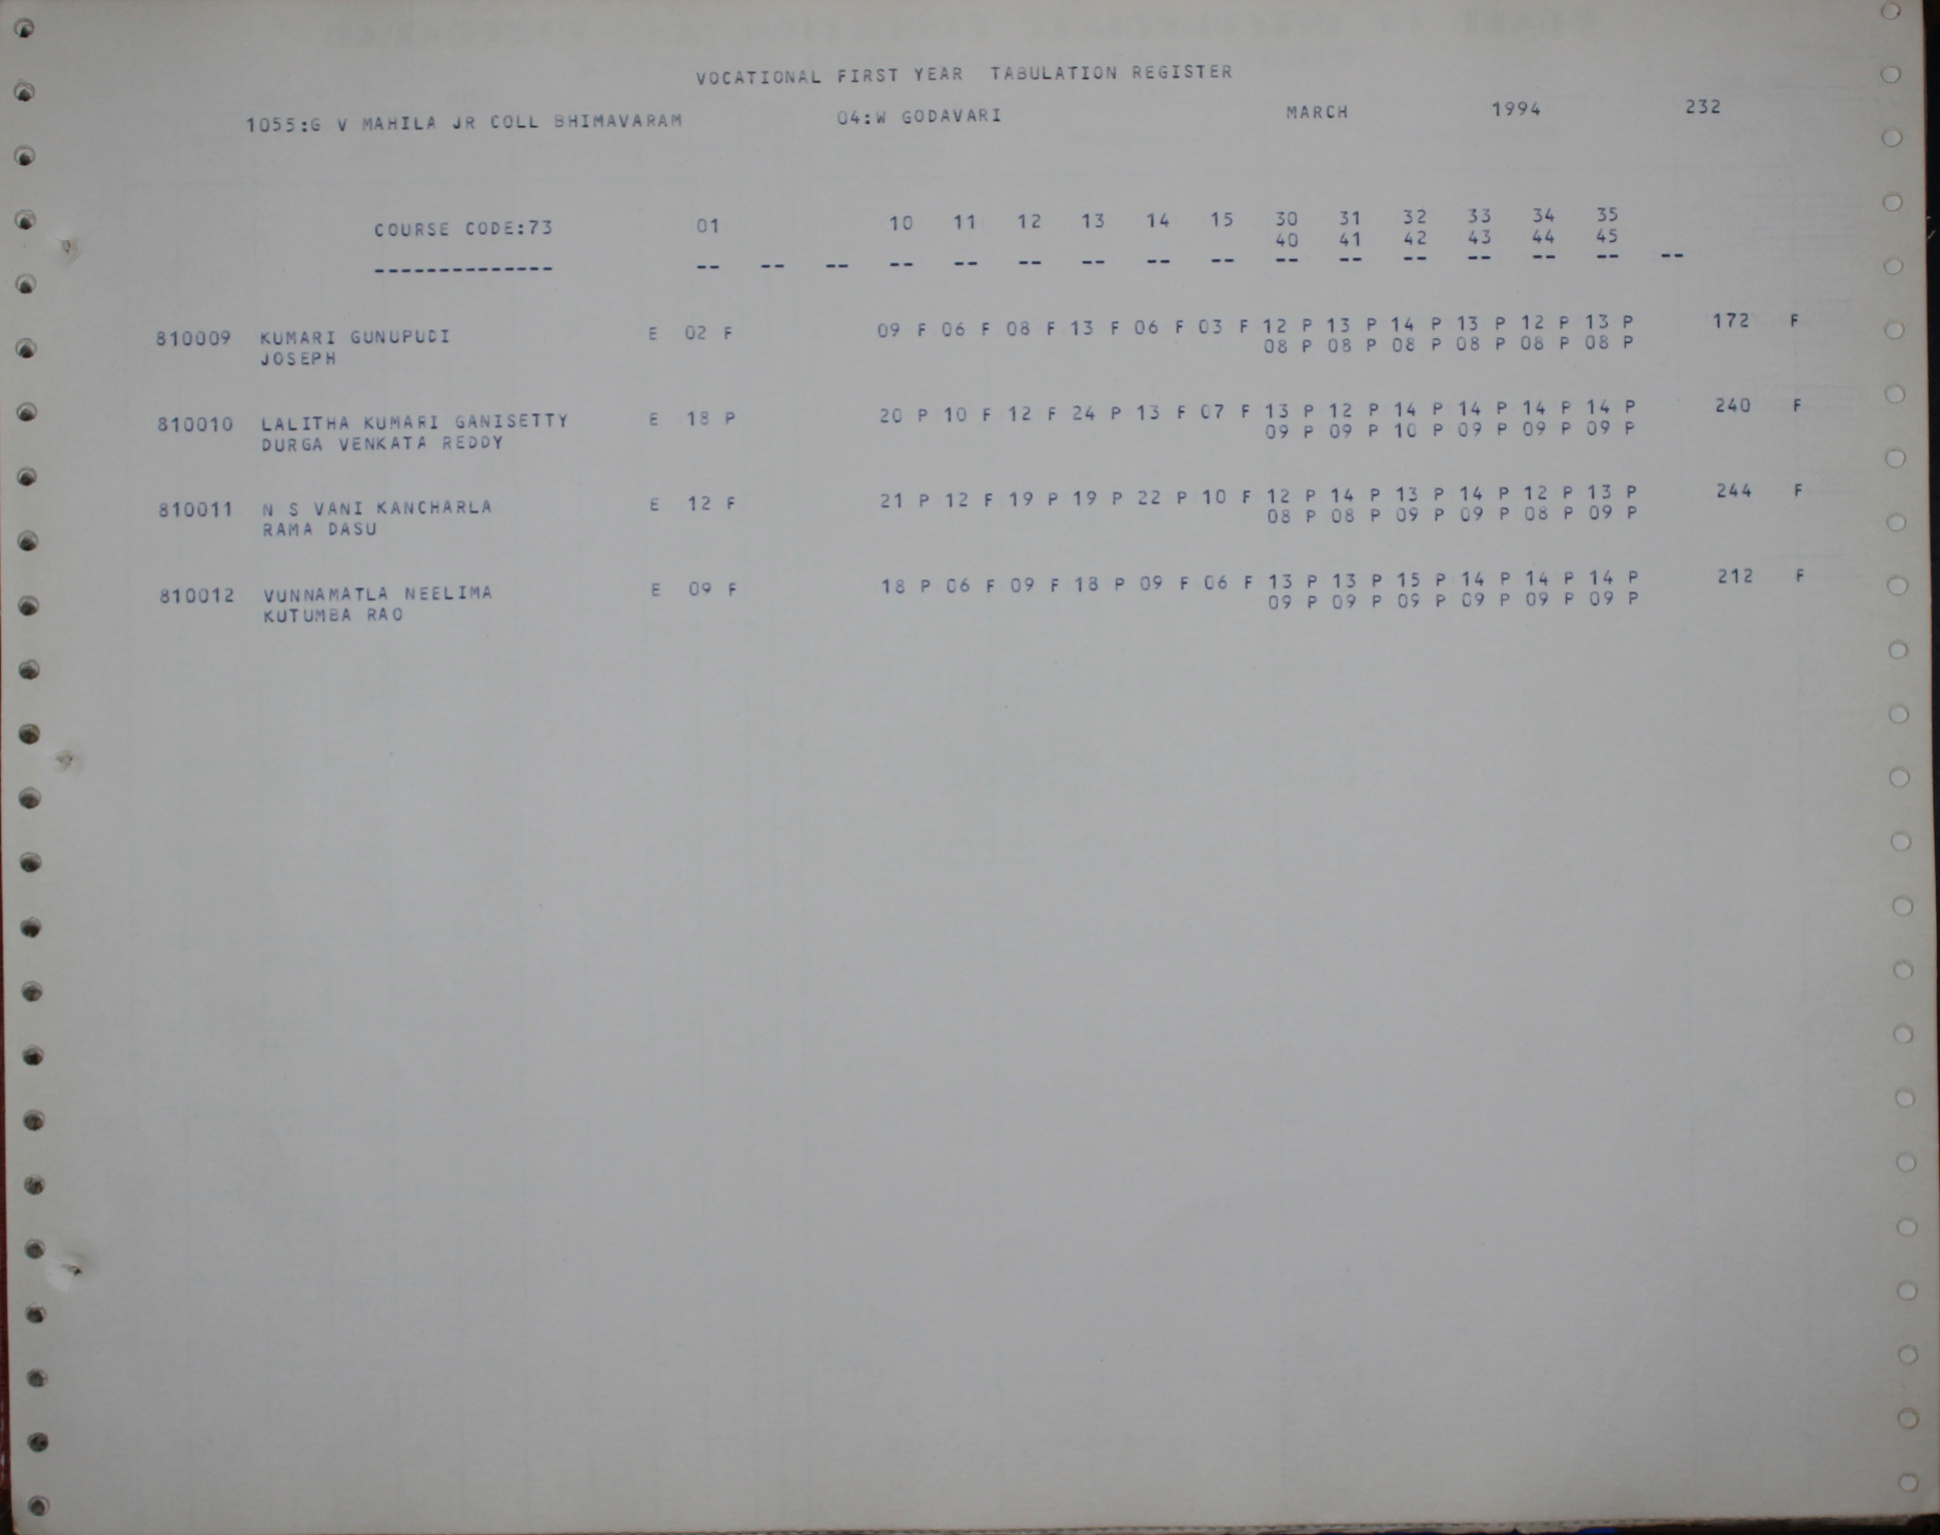 VOCATIONAL FIRST YEAR TABULATION REGISTER
1055:G V MAHILA JR COLL BHIMAVARAM 04:W GODAVARI MARCH 1994 232
COURSE CODE:73 01 10 11 12 13 14 15 30 31 32 33 34 35
40 41 42 43 44 45
-------------- -- -- -- -- -- -- -- -- -- -- -- -- -- -- -- --
810009 KUMARI GUNUPUDI E 02 F 09 F 06 F 08 F 13 F 06 F 03 F 12 P 13 P 14 P 13 P 12 P 13 P 172 F
JOSEPH 08 P 08 P 08 P 08 P 08 P 08 P
810010 LALITHA KUMARI GANISETTY E 18 P 20 P 10 F 12 F 24 P 13 F 07 F 13 P 12 P 14 P 14 P 14 P 14 P 240 F
DURGA VENKATA REDDY 09 P 09 P 10 P 09 P 09 P 09 P
810011 N S VANI KANCHARLA E 12 F 21 P 12 F 19 P 19 P 22 P 10 F 12 P 14 P 13 P 14 P 12 P 13 P 244 F
RAMA DASU 08 P 08 P 09 P 09 P 08 P 09 P
810012 VUNNAMATLA NEELIMA E 09 F 18 P 06 F 09 F 18 P 09 F 06 F 13 P 13 P 15 P 14 P 14 P 14 P 212 F
KUTUMBA RAO 09 P 09 P 09 P 09 P 09 P 09 P